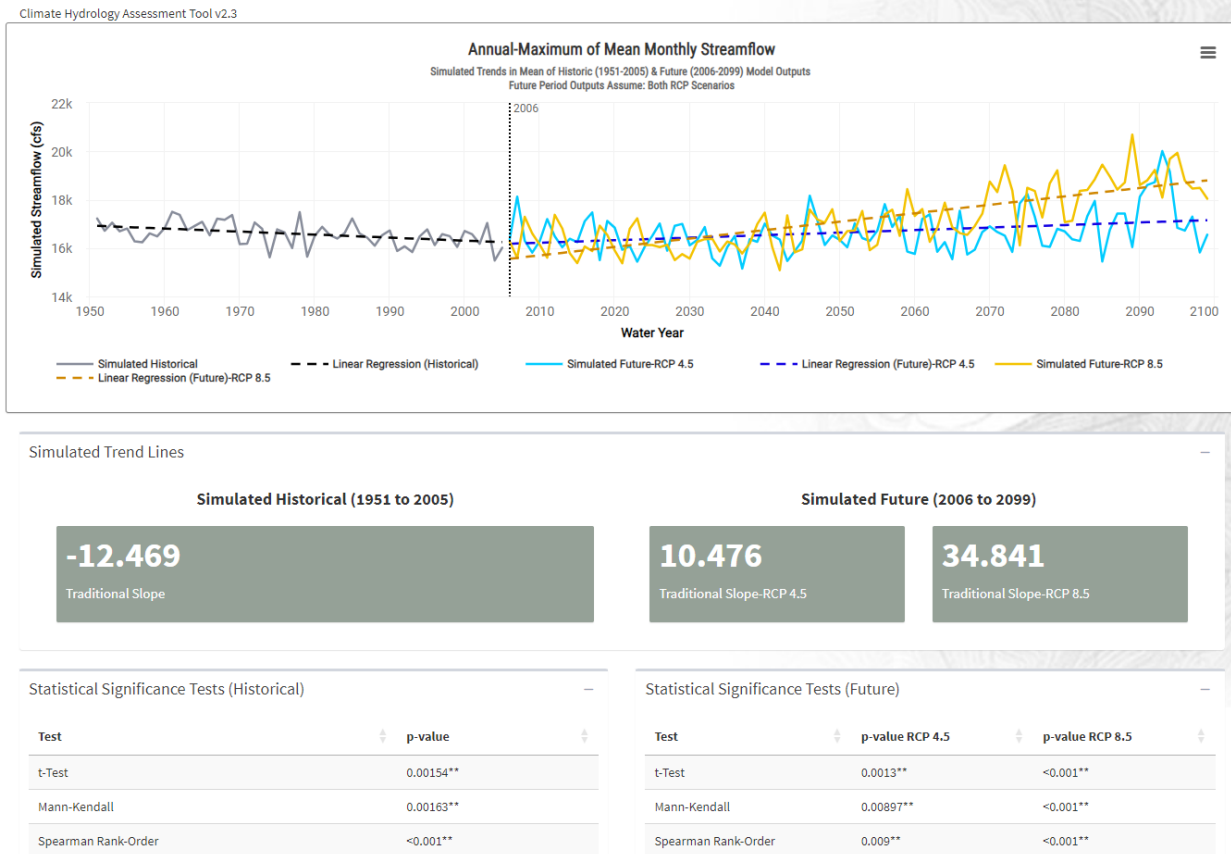 Climate Hydrology Assessment Tool v2.3
Annual-Maximum of Mean Monthly Streamflow
Simulated Trends in Mean of Historic (1951-2005) & Future (2006-2099) Model Outputs
Future Period Outputs Assume: Both RCP Scenarios
Simulated Streamflow (cfs)
22k
20k
18k
16k
14k
2006
1950 1960 1970 1980 1990 2000 2010 2020 2030 2040 2050 2060 2070 2080 2090 2100
Water Year
Simulated Historical Linear Regression (Historical) Simulated Future-RCP 4.5 Linear Regression (Future)-RCP 4.5 Simulated Future-RCP 8.5
Linear Regression (Future)-RCP 8.5
Simulated Trend Lines
Simulated Historical (1951 to 2005)
-12.469
Traditional Slope
Simulated Future (2006 to 2099)
10.476
Traditional Slope-RCP 4.5
34.841
Traditional Slope-RCP 8.5
Statistical Significance Tests (Historical)
Test p-value
t-Test 0.00154**
Mann-Kendall 0.00163**
Spearman Rank-Order <0.001**
Statistical Significance Tests (Future)
Test p-value RCP 4.5 p-value RCP 8.5
t-Test 0.0013** <0.001**
Mann-Kendall 0.00897** <0.001**
Spearman Rank-Order 0.009** <0.001**